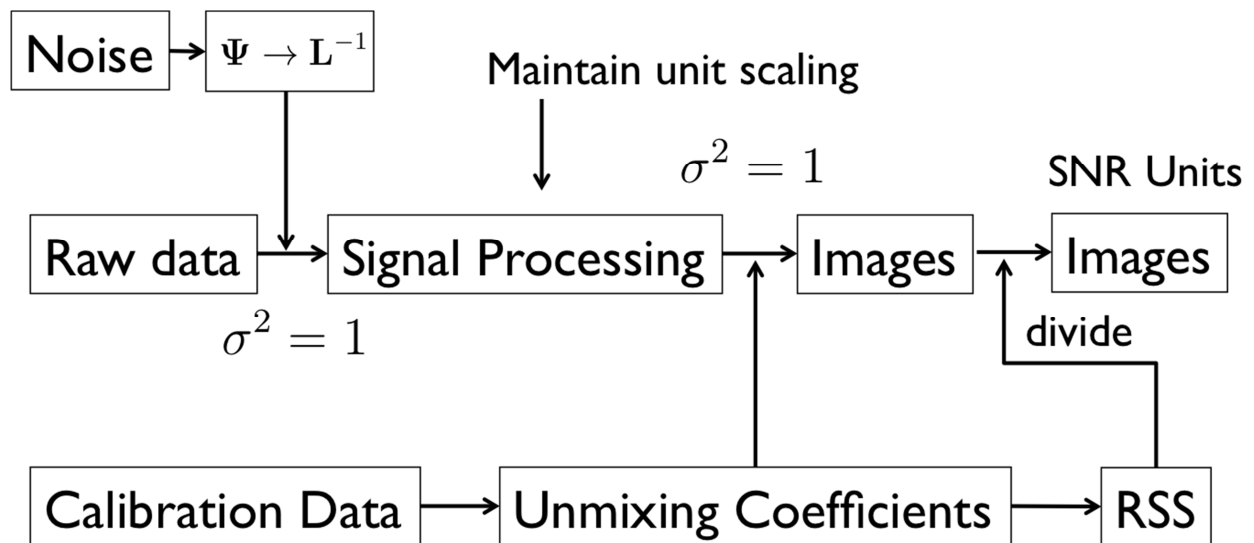 Noise
Ψ → L⁻¹
Maintain unit scaling
σ² = 1
SNR Units
Raw data
Signal Processing
Images
Images
σ² = 1
divide
Calibration Data
Unmixing Coefficients
RSS